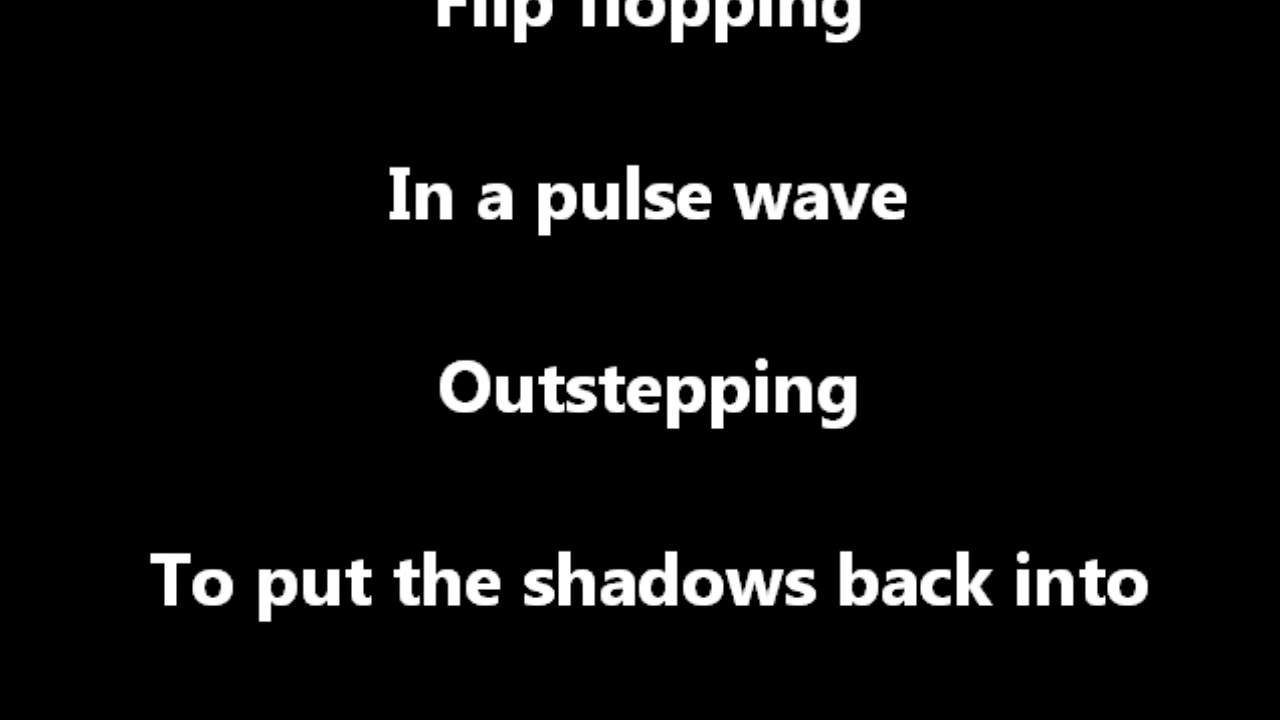 Flip flopping
In a pulse wave
Outstepping
To put the shadows back into